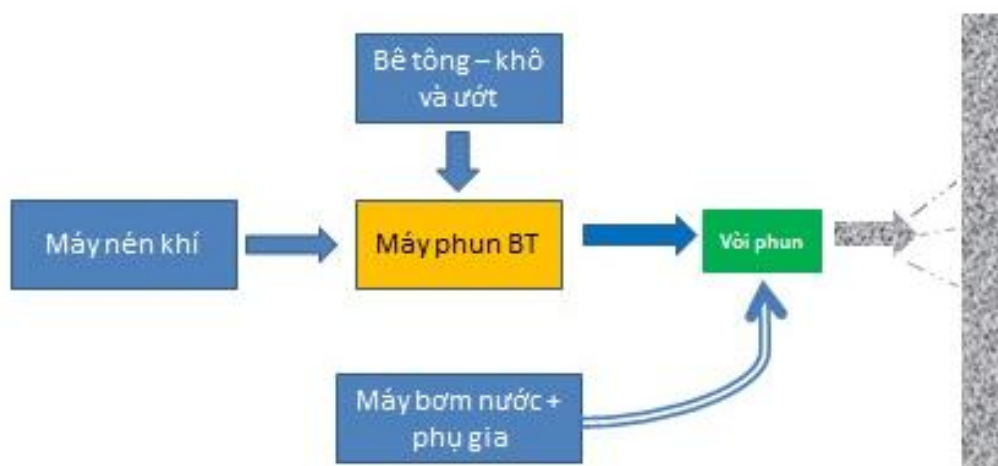 Bê tông – khô
và ướt
Máy nén khí
Máy phun BT
Vòi phun
Máy bơm nước +
phụ gia